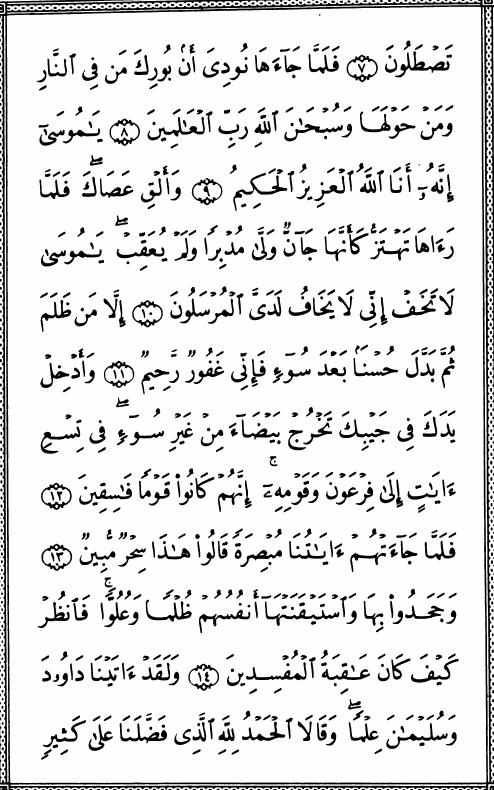 تَصْطَلُونَ ٧ فَلَمَّا جَآءَهَا نُودِيَ أَنۢ بُورِكَ مَن فِي ٱلنَّارِ
وَمَنْ حَوْلَهَا وَسُبْحَٰنَ ٱللَّهِ رَبِّ ٱلْعَٰلَمِينَ ٨ يَٰمُوسَىٰٓ
إِنَّهُۥٓ أَنَا ٱللَّهُ ٱلْعَزِيزُ ٱلْحَكِيمُ ٩ وَأَلْقِ عَصَاكَۖ فَلَمَّا
رَءَاهَا تَهْتَزُّ كَأَنَّهَا جَآنٌّ وَلَّىٰ مُدْبِرًا وَلَمْ يُعَقِّبْۖ يَٰمُوسَىٰ
لَا تَخَفْ إِنِّي لَا يَخَافُ لَدَيَّ ٱلْمُرْسَلُونَ ١٠ إِلَّا مَن ظَلَمَ
ثُمَّ بَدَّلَ حُسْنًۢا بَعْدَ سُوٓءٍ فَإِنِّي غَفُورٌ رَّحِيمٌ ١١ وَأَدْخِلْ
يَدَكَ فِي جَيْبِكَ تَخْرُجْ بَيْضَآءَ مِنْ غَيْرِ سُوٓءٍۖ فِي تِسْعِ
ءَايَٰتٍ إِلَىٰ فِرْعَوْنَ وَقَوْمِهِۦٓۚ إِنَّهُمْ كَانُوا۟ قَوْمًا فَٰسِقِينَ ١٢
فَلَمَّا جَآءَتْهُمْ ءَايَٰتُنَا مُبْصِرَةً قَالُوا۟ هَٰذَا سِحْرٌ مُّبِينٌ ١٣
وَجَحَدُوا۟ بِهَا وَٱسْتَيْقَنَتْهَآ أَنفُسُهُمْ ظُلْمًا وَعُلُوًّاۚ فَٱنظُرْ
كَيْفَ كَانَ عَٰقِبَةُ ٱلْمُفْسِدِينَ ١٤ وَلَقَدْ ءَاتَيْنَا دَاوُۥدَ
وَسُلَيْمَٰنَ عِلْمًاۖ وَقَالَا ٱلْحَمْدُ لِلَّهِ ٱلَّذِي فَضَّلَنَا عَلَىٰ كَثِيرٍ